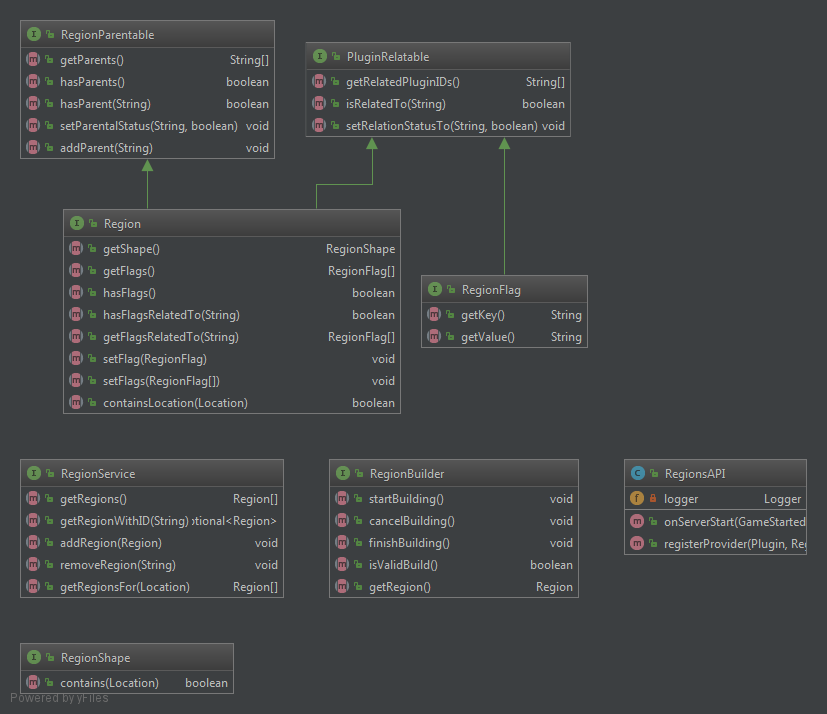 RegionParentable
getParents() String[]
hasParents() boolean
hasParent(String) boolean
setParentalStatus(String, boolean) void
addParent(String) void
PluginRelatable
getRelatedPluginIDs() String[]
isRelatedTo(String) boolean
setRelationStatusTo(String, boolean) void
Region
getShape() RegionShape
getFlags() RegionFlag[]
hasFlags() boolean
hasFlagsRelatedTo(String) boolean
getFlagsRelatedTo(String) RegionFlag[]
setFlag(RegionFlag) void
setFlags(RegionFlag[]) void
containsLocation(Location) boolean
RegionFlag
getKey() String
getValue() String
RegionService
getRegions() Region[]
getRegionWithID(String) otional<Region>
addRegion(Region) void
removeRegion(String) void
getRegionsFor(Location) Region[]
RegionBuilder
startBuilding() void
cancelBuilding() void
finishBuilding() void
isValidBuild() boolean
getRegion() Region
RegionsAPI
logger Logger
onServerStart(GameStarted
registerProvider(Plugin, Reg
RegionShape
contains(Location) boolean
Powered by yFiles